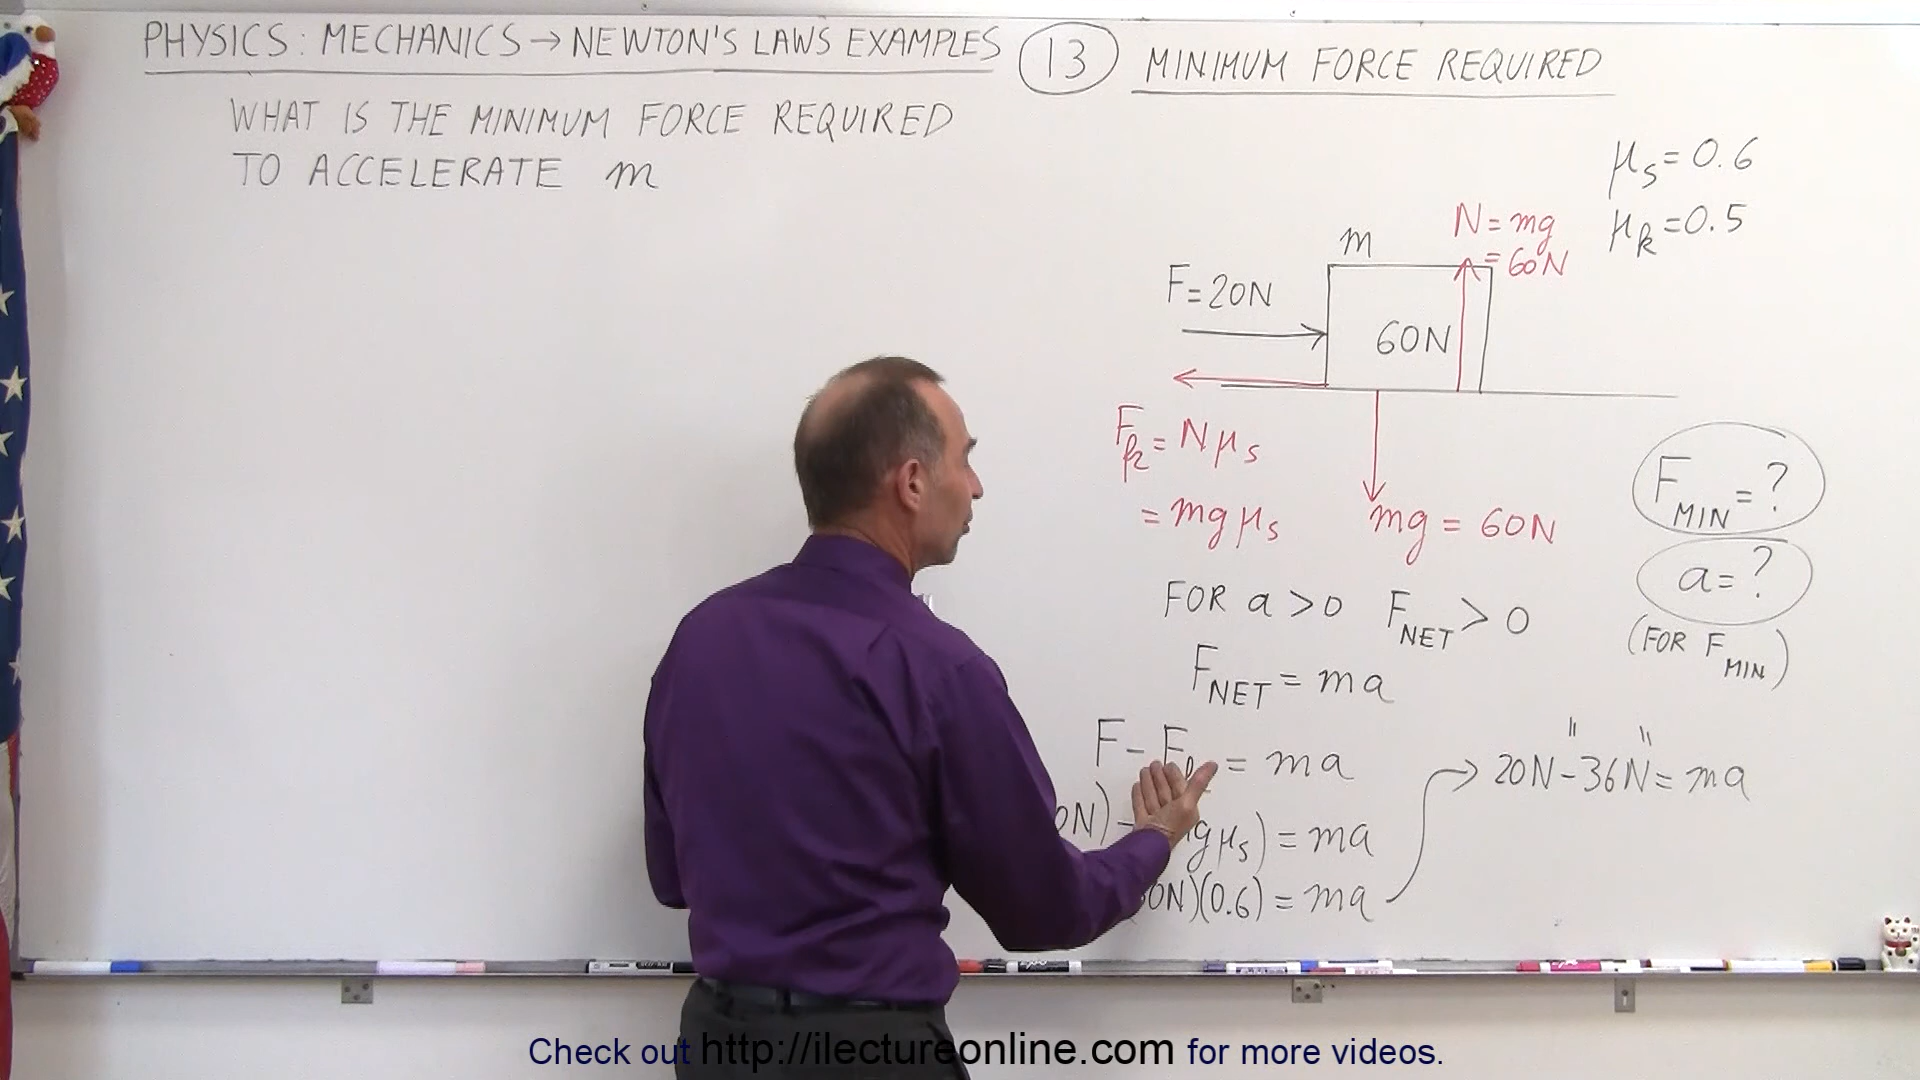 PHYSICS: MECHANICS → NEWTON'S LAWS EXAMPLES
13
MINIMUM FORCE REQUIRED
WHAT IS THE MINIMUM FORCE REQUIRED
TO ACCELERATE m
μs = 0.6
μk = 0.5
N = mg
= 60N
m
F = 20N
60N
Fk = Nμs
= mgμs
mg = 60N
FMIN = ?
a = ?
(FOR FMIN)
FOR a > 0 FNET > 0
FNET = ma
F - F = ma
0N) - gμs) = ma
0N)(0.6) = ma
→ 20N - 36N = ma
Check out http://ilectureonline.com for more videos.